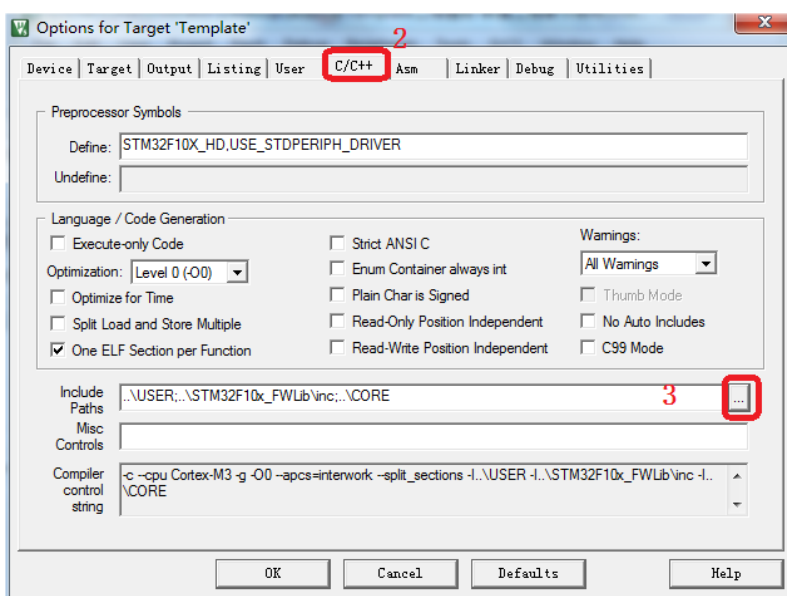 Options for Target 'Template'
2
Device Target Output Listing User C/C++ Asm Linker Debug Utilities
Preprocessor Symbols
Define: STM32F10X_HD,USE_STDPERIPH_DRIVER
Undefine:
Language / Code Generation
Execute-only Code
Strict ANSI C
Warnings:
Optimization: Level 0 (-O0)
Enum Container always int
All Warnings
Optimize for Time
Plain Char is Signed
Thumb Mode
Split Load and Store Multiple
Read-Only Position Independent
No Auto Includes
One ELF Section per Function
Read-Write Position Independent
C99 Mode
Include Paths
..\USER;..\STM32F10x_FWLib\inc;..\CORE
3
...
Misc Controls
Compiler control string
-c --cpu Cortex-M3 -g -O0 --apcs=interwork --split_sections -I..\USER -I..\STM32F10x_FWLib\inc -I..
\CORE
OK Cancel Defaults Help